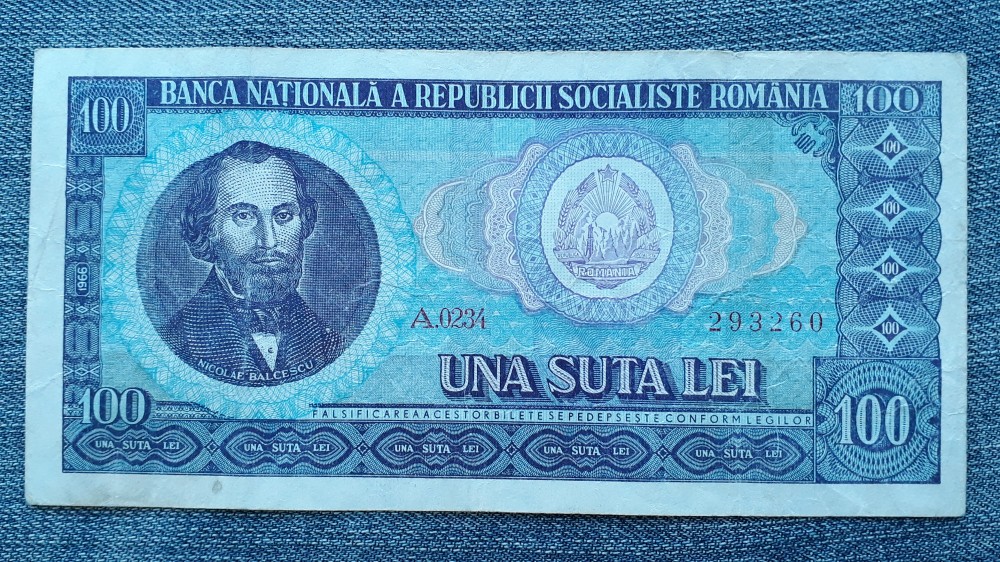 100 BANCA NAȚIONALĂ A REPUBLICII SOCIALISTE ROMÂNIA 100
100
100
100
100
100
1966
ROMANIA
NICOLAE BALCESCU
A.0234 293260
UNA SUTA LEI
100
FALSIFICAREA ACESTOR BILETE SE PEDEPSEȘTE CONFORM LEGILOR
100
UNA SUTA LEI UNA SUTA LEI UNA SUTA LEI UNA SUTA LEI UNA SUTA LEI